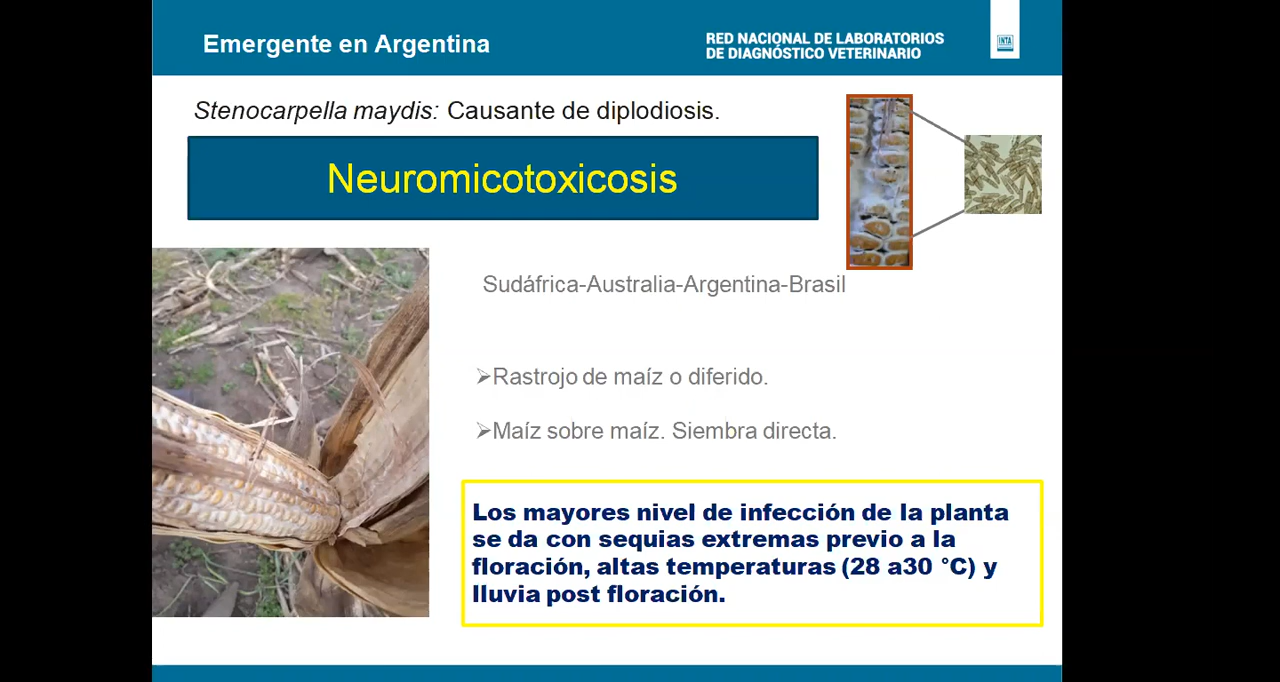 Emergente en Argentina
RED NACIONAL DE LABORATORIOS
DE DIAGNÓSTICO VETERINARIO
INTA
Stenocarpella maydis: Causante de diplodiosis.
Neuromicotoxicosis
Sudáfrica-Australia-Argentina-Brasil
➢Rastrojo de maíz o diferido.
➢Maíz sobre maíz. Siembra directa.
Los mayores nivel de infección de la planta
se da con sequias extremas previo a la
floración, altas temperaturas (28 a30 °C) y
lluvia post floración.